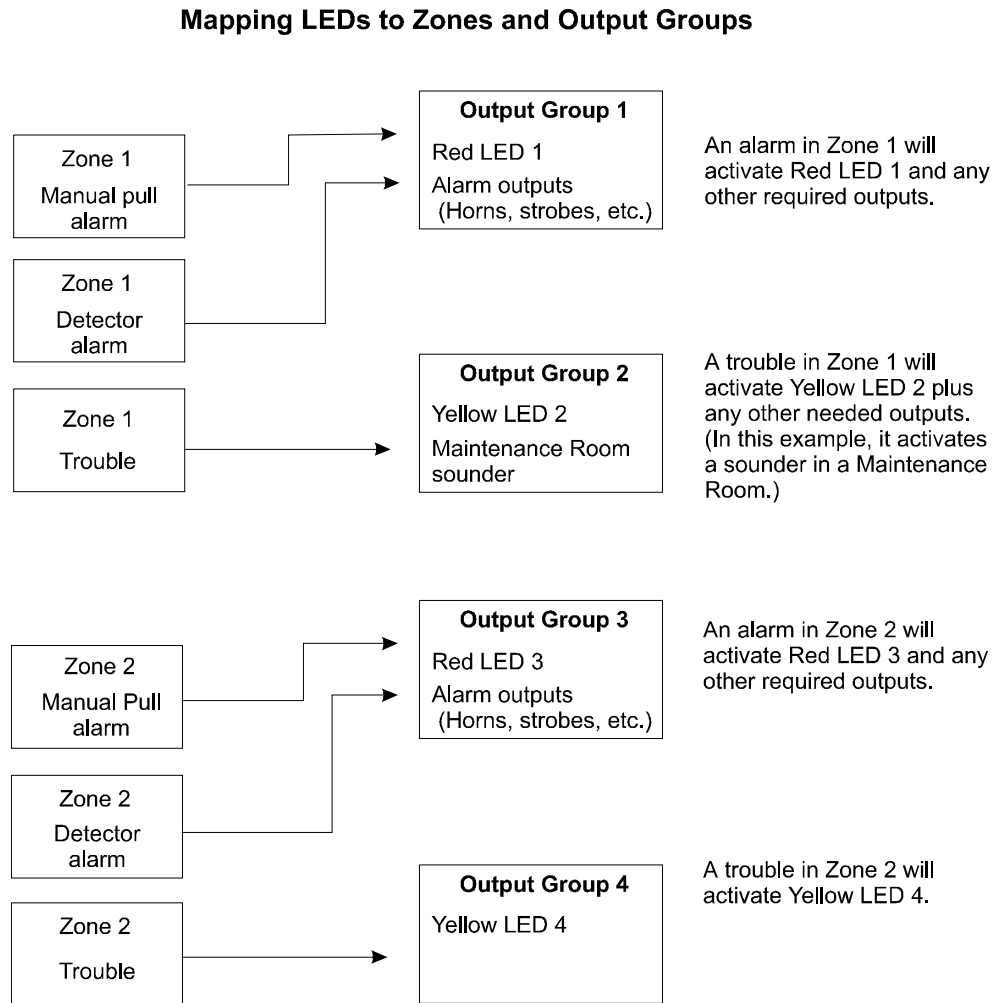 Mapping LEDs to Zones and Output Groups
Zone 1
Manual pull
alarm
Zone 1
Detector
alarm
Zone 1
Trouble
Output Group 1
Red LED 1
Alarm outputs
(Horns, strobes, etc.)
An alarm in Zone 1 will
activate Red LED 1 and any
other required outputs.
Output Group 2
Yellow LED 2
Maintenance Room
sounder
A trouble in Zone 1 will
activate Yellow LED 2 plus
any other needed outputs.
(In this example, it activates
a sounder in a Maintenance
Room.)
Zone 2
Manual Pull
alarm
Zone 2
Detector
alarm
Zone 2
Trouble
Output Group 3
Red LED 3
Alarm outputs
(Horns, strobes, etc.)
An alarm in Zone 2 will
activate Red LED 3 and any
other required outputs.
Output Group 4
Yellow LED 4
A trouble in Zone 2 will
activate Yellow LED 4.